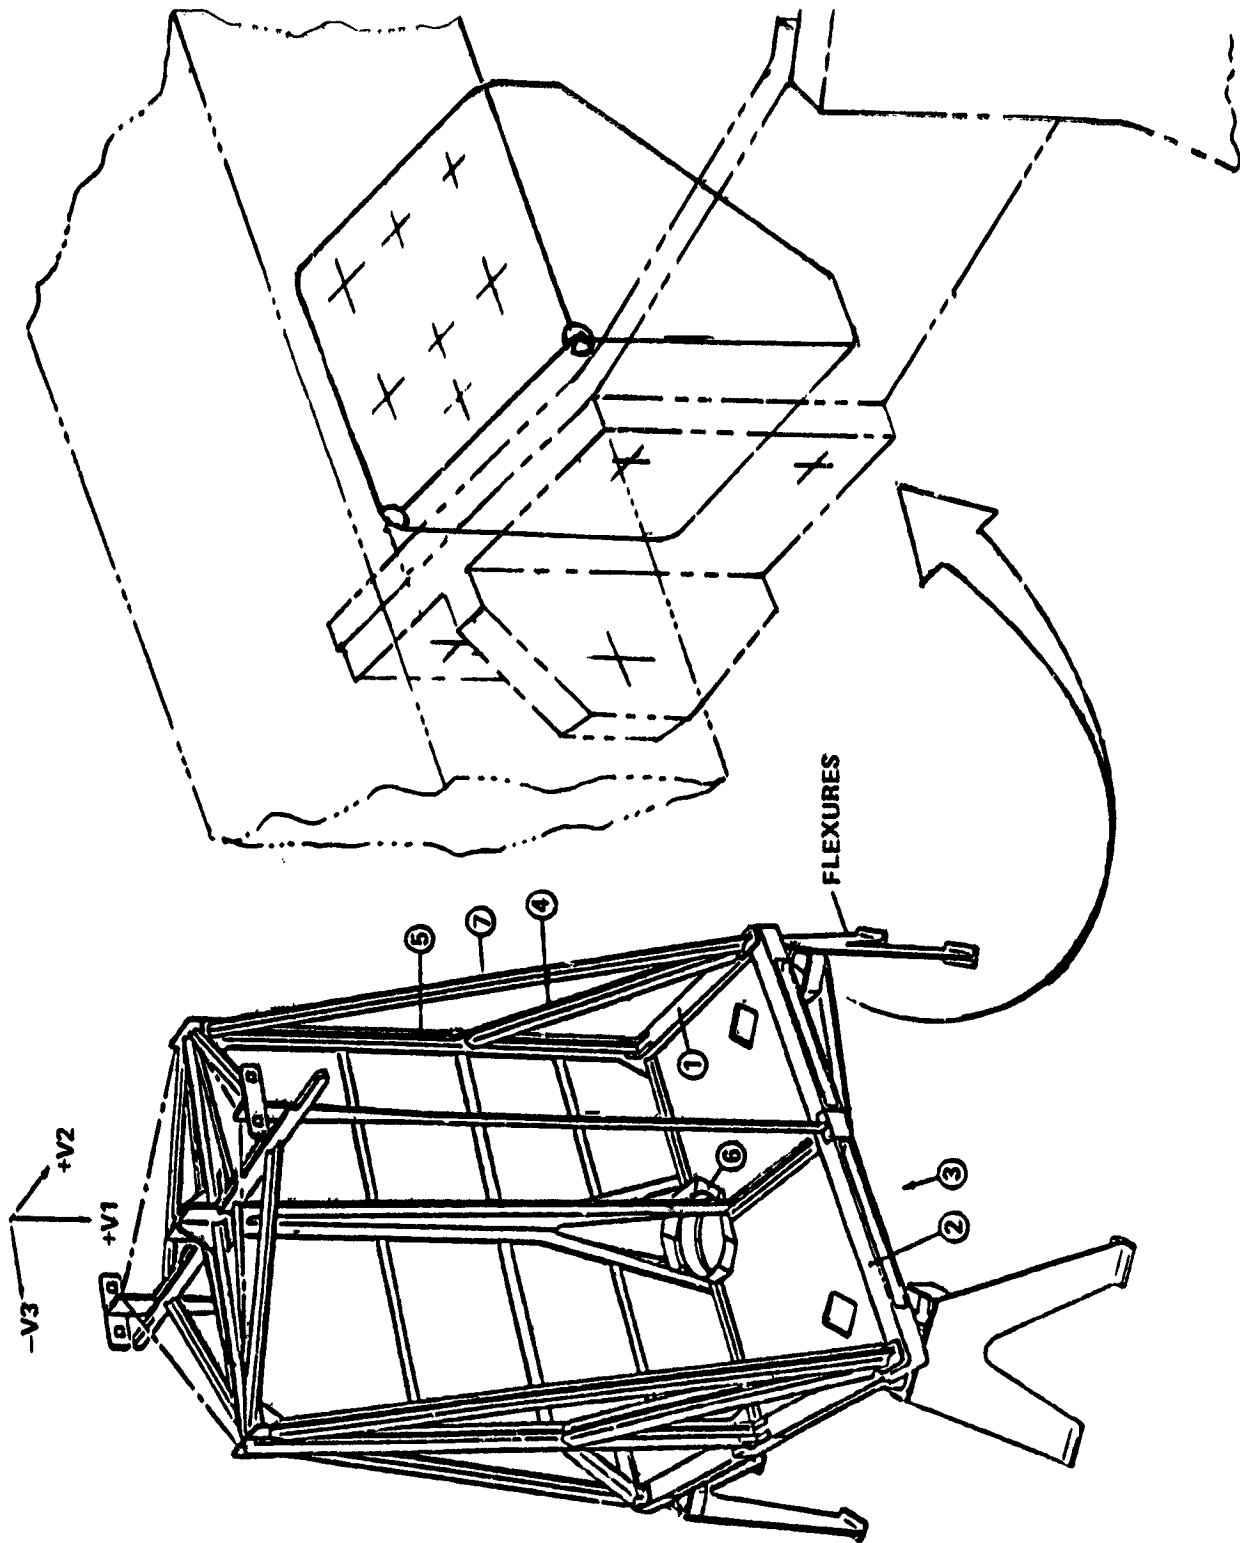 −V3
+V2
+V1
⑤
⑦
④
①
⑥
③
②
FLEXURES